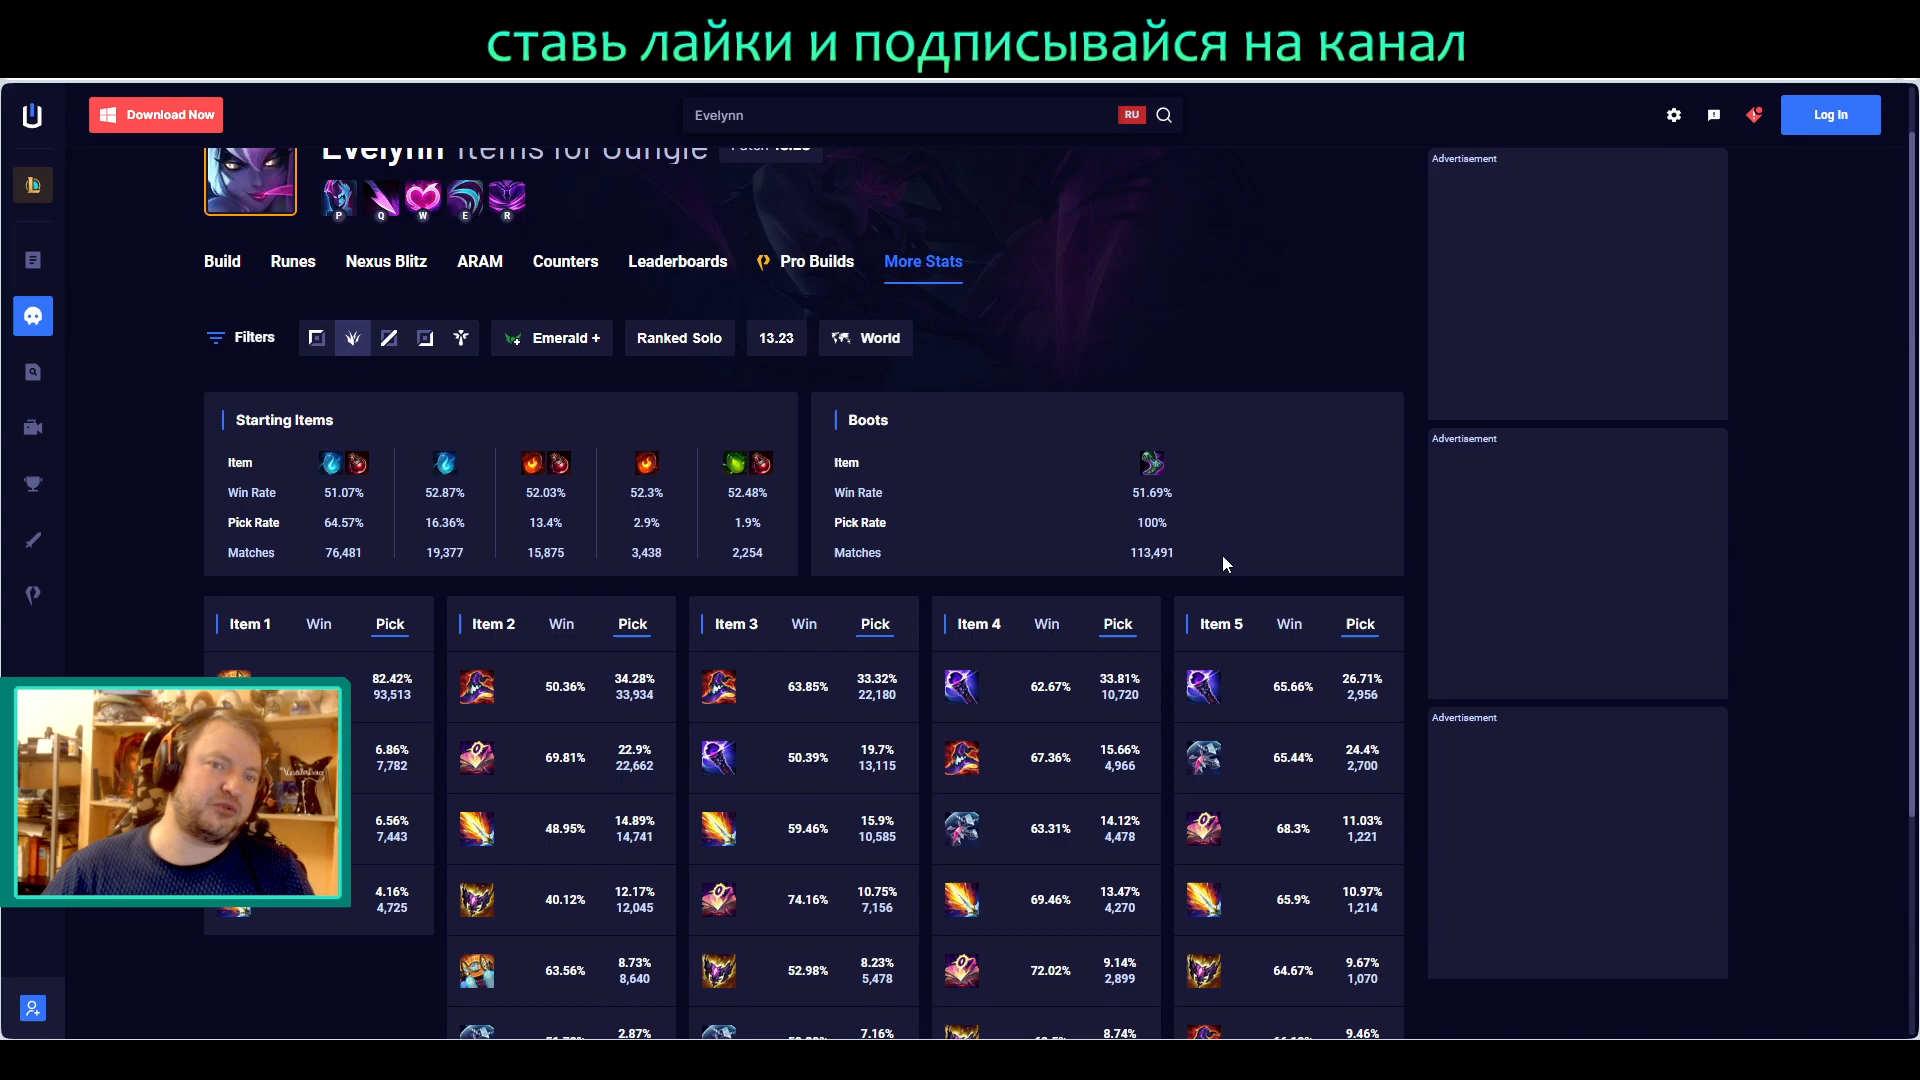 ставь лайки и подписывайся на канал
Download Now
Evelynn
RU
Log In
Evelynn Items for Jungle
Patch 13.23
P Q W E R
Build Runes Nexus Blitz ARAM Counters Leaderboards Pro Builds More Stats
Filters Emerald + Ranked Solo 13.23 World
Starting Items
Item
Win Rate 51.07% 52.87% 52.03% 52.3% 52.48%
Pick Rate 64.57% 16.36% 13.4% 2.9% 1.9%
Matches 76,481 19,377 15,875 3,438 2,254
Boots
Item
Win Rate 51.69%
Pick Rate 100%
Matches 113,491
Item 1 Win Pick
82.42%
93,513
6.86%
7,782
6.56%
7,443
4.16%
4,725
Item 2 Win Pick
50.36% 34.28%
33,934
69.81% 22.9%
22,662
48.95% 14.89%
14,741
40.12% 12.17%
12,045
63.56% 8.73%
8,640
2.87%
Item 3 Win Pick
63.85% 33.32%
22,180
50.39% 19.7%
13,115
59.46% 15.9%
10,585
74.16% 10.75%
7,156
52.98% 8.23%
5,478
7.16%
Item 4 Win Pick
62.67% 33.81%
10,720
67.36% 15.66%
4,966
63.31% 14.12%
4,478
69.46% 13.47%
4,270
72.02% 9.14%
2,899
8.74%
Item 5 Win Pick
65.66% 26.71%
2,956
65.44% 24.4%
2,700
68.3% 11.03%
1,221
65.9% 10.97%
1,214
64.67% 9.67%
1,070
9.46%
Advertisement
Advertisement
Advertisement